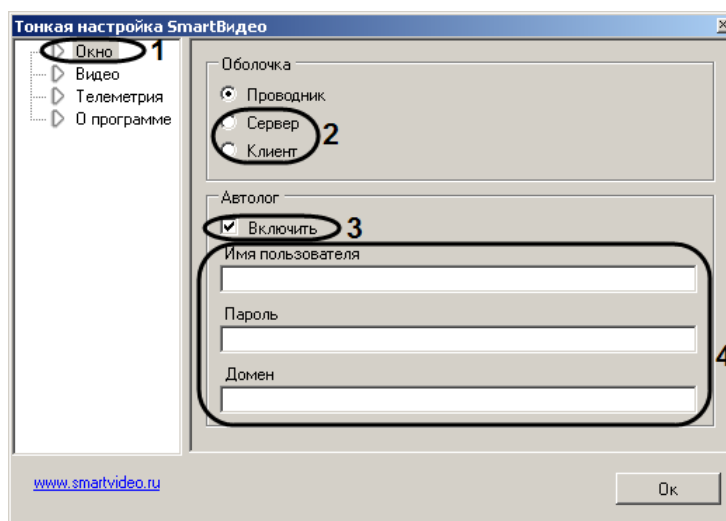 Тонкая настройка SmartВидео
Окно 1
Видео
Телеметрия
О программе
Оболочка
Проводник
Сервер
2
Клиент
Автолог
Включить 3
Имя пользователя
Пароль
4
Домен
www.smartvideo.ru
Ок